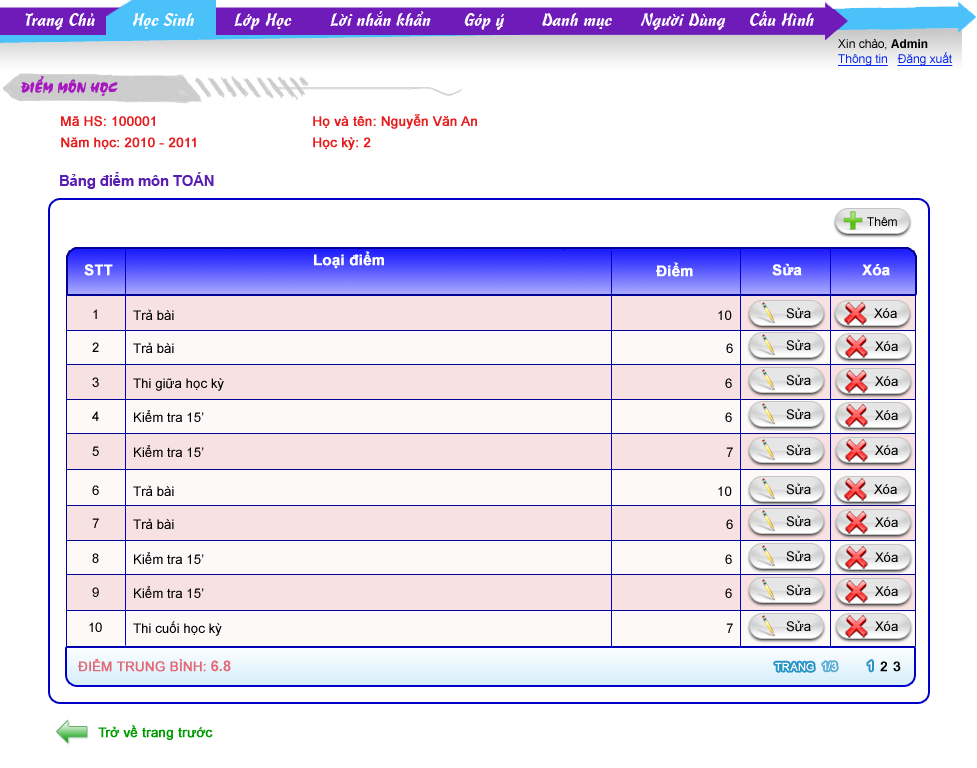 Trang Chủ Học Sinh Lớp Học Lời nhắn khẩn Góp ý Danh mục Người Dùng Cấu Hình
Xin chào, Admin
Thông tin Đăng xuất
ĐIỂM MÔN HỌC
Mã HS: 100001 Họ và tên: Nguyễn Văn An
Năm học: 2010 - 2011 Học kỳ: 2
Bảng điểm môn TOÁN
Thêm
STT Loại điểm Điểm Sửa Xóa
1 Trả bài 10 Sửa Xóa
2 Trả bài 6 Sửa Xóa
3 Thi giữa học kỳ 6 Sửa Xóa
4 Kiểm tra 15’ 6 Sửa Xóa
5 Kiểm tra 15’ 7 Sửa Xóa
6 Trả bài 10 Sửa Xóa
7 Trả bài 6 Sửa Xóa
8 Kiểm tra 15’ 6 Sửa Xóa
9 Kiểm tra 15’ 6 Sửa Xóa
10 Thi cuối học kỳ 7 Sửa Xóa
ĐIỂM TRUNG BÌNH: 6.8 TRANG 1/3 1 2 3
Trở về trang trước